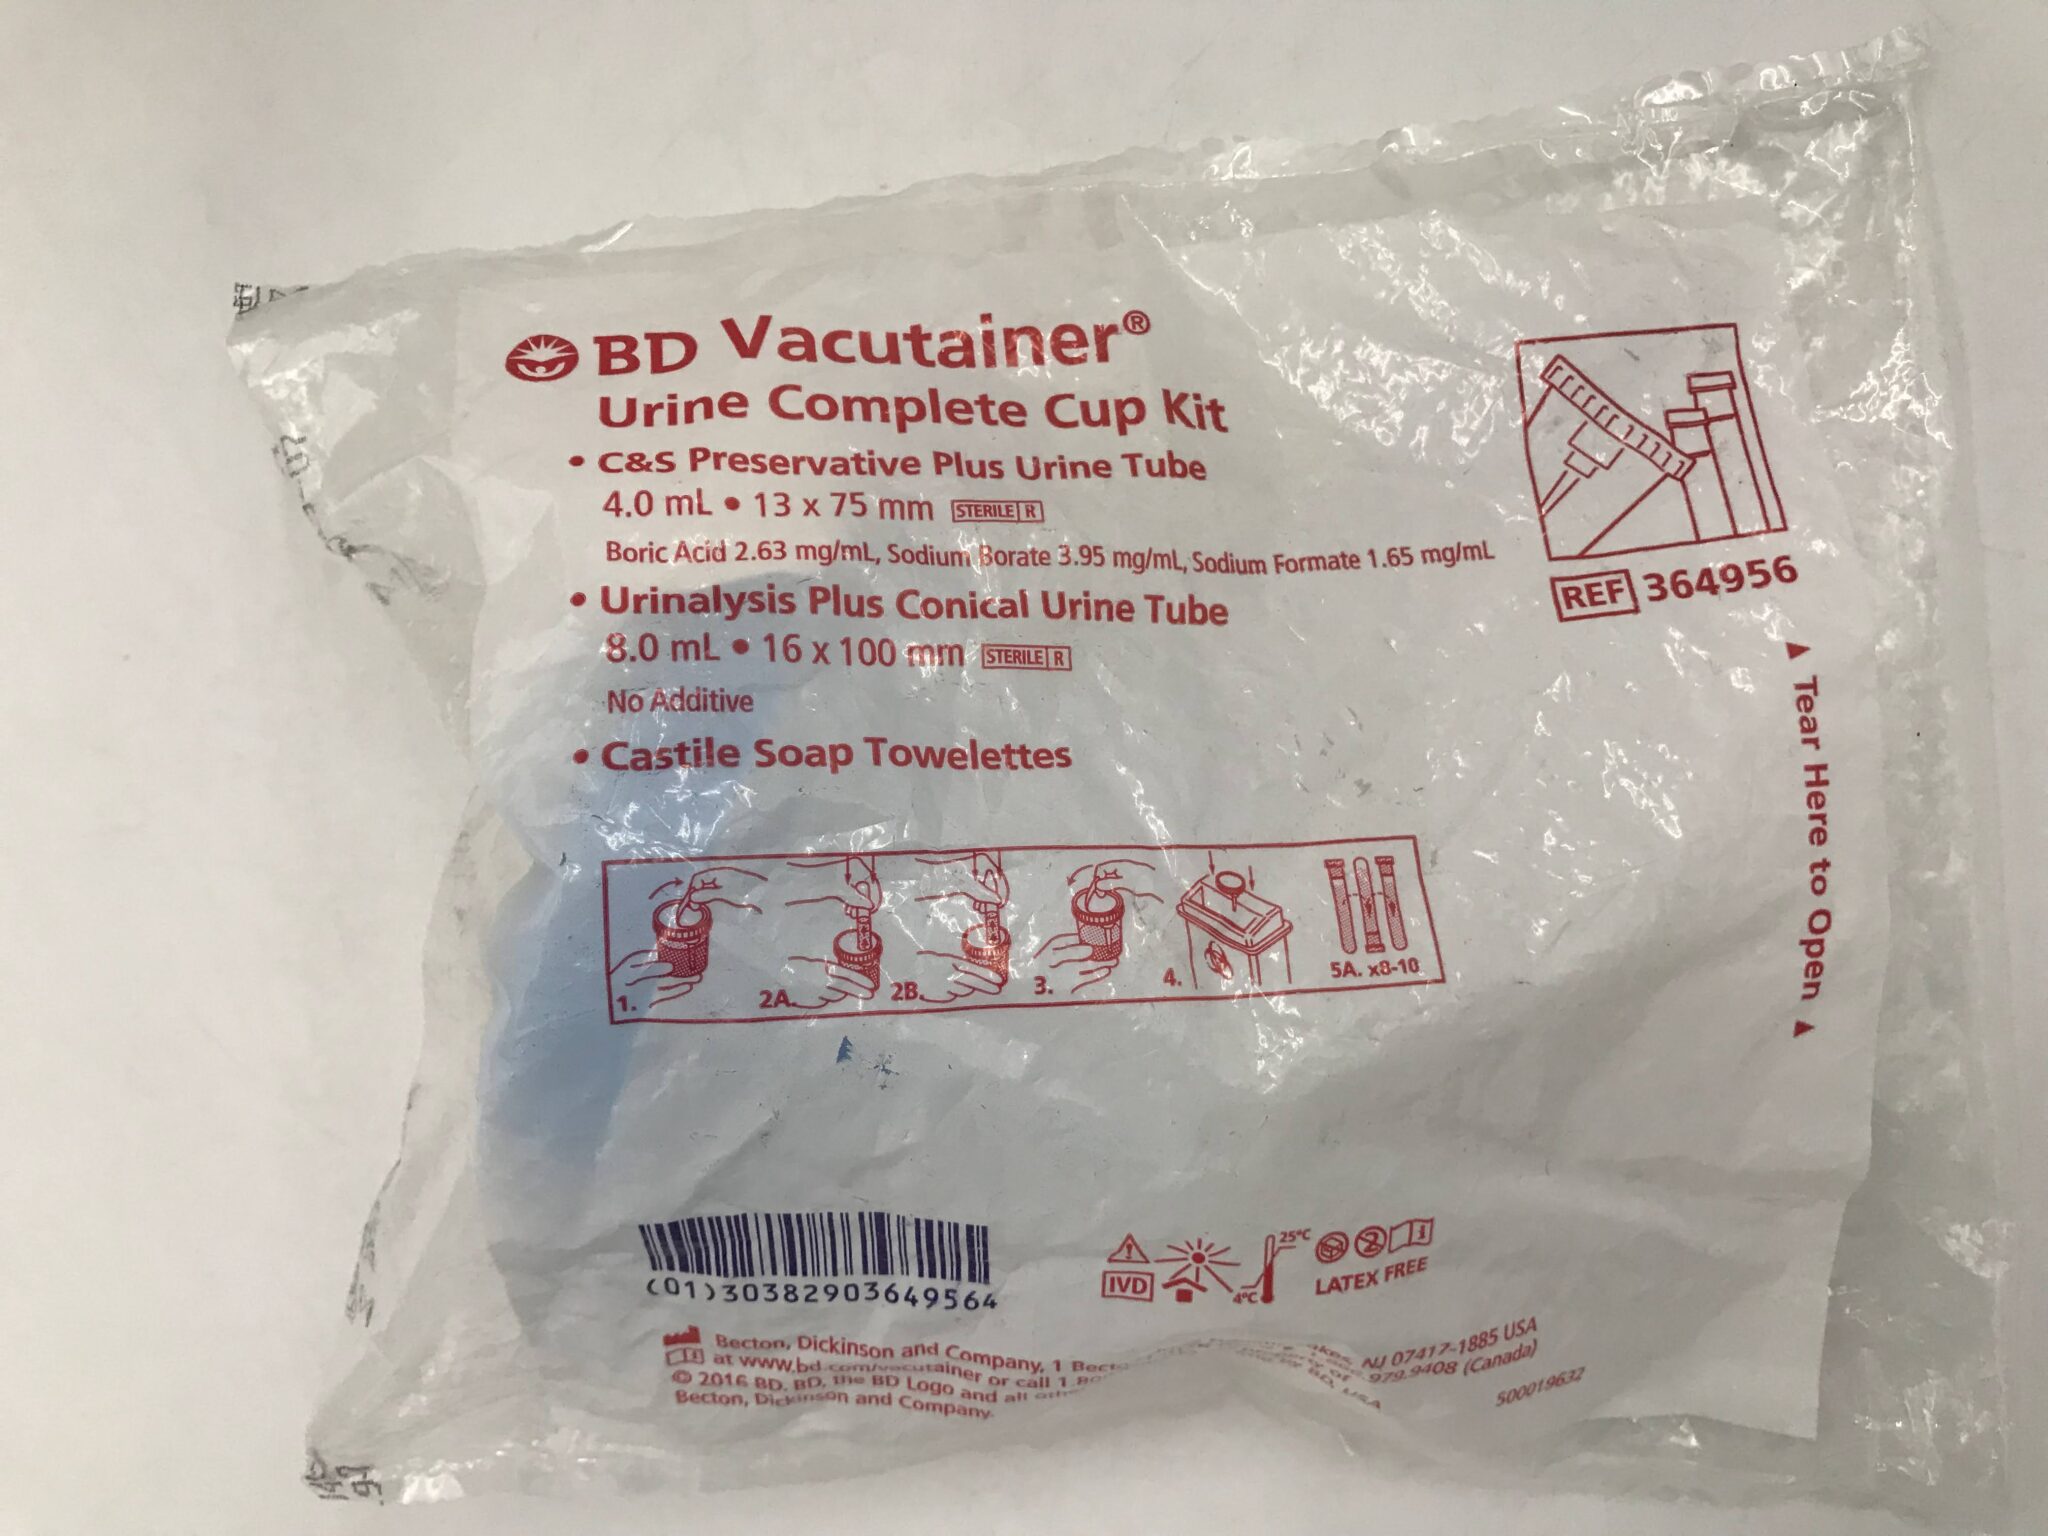 BD Vacutainer®
Urine Complete Cup Kit
• C&S Preservative Plus Urine Tube
4.0 mL • 13 x 75 mm STERILE R
Boric Acid 2.63 mg/mL, Sodium Borate 3.95 mg/mL, Sodium Formate 1.65 mg/mL
• Urinalysis Plus Conical Urine Tube
8.0 mL • 16 x 100 mm STERILE R
No Additive
• Castile Soap Towelettes
REF 364956
▲ Tear Here to Open ▲
1. 2A. 2B. 3. 4. 5A. x8-10
(01)30382903649564
IVD
25°C
4°C
2
i
LATEX FREE
Becton, Dickinson and Company, 1 NJ 07417-1885 USA
at www.bd.com/vacutainer or call 1 979.9408 (Canada)
© 2016 BD. BD, the BD Logo and all BD, USA
Becton, Dickinson and Company.
500019632